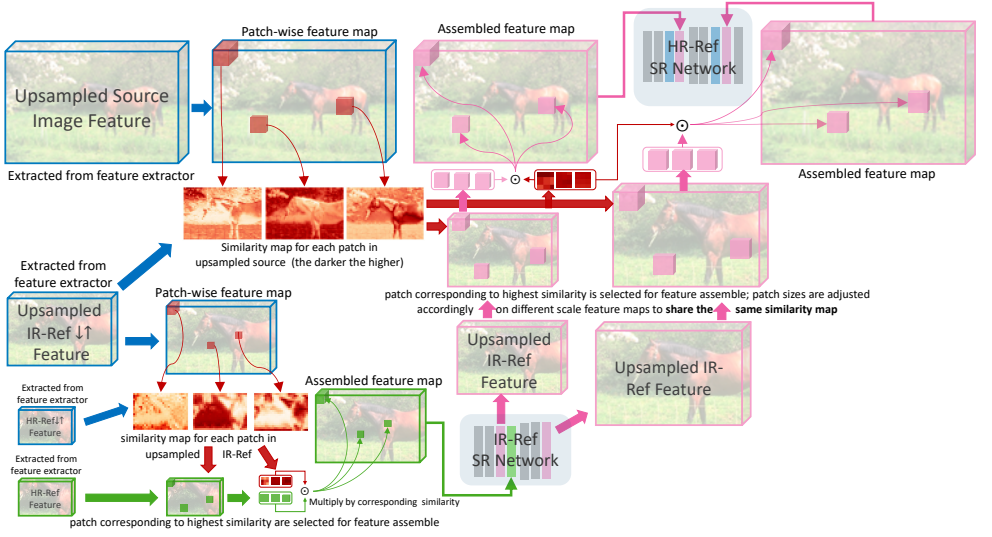 Patch-wise feature map
Assembled feature map
Assembled feature map
HR-Ref
SR Network
Upsampled Source
Image Feature
Extracted from feature extractor
Similarity map for each patch in
upsampled source (the darker the higher)
Extracted from
feature extractor
Patch-wise feature map
Upsampled
IR-Ref ↓↑
Feature
patch corresponding to highest similarity is selected for feature assemble; patch sizes are adjusted
accordingly on different scale feature maps to share the same similarity map
Upsampled
IR-Ref
Feature
Upsampled IR-
Ref Feature
Extracted from
feature extractor
HR-Ref↓↑
Feature
Assembled feature map
similarity map for each patch in
upsampled IR-Ref
IR-Ref
SR Network
Extracted from
feature extractor
HR-Ref
Feature
Multiply by corresponding similarity
patch corresponding to highest similarity are selected for feature assemble